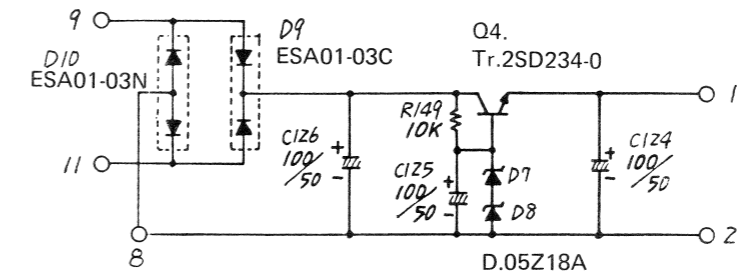 9
D10
ESA01-03N
D9
ESA01-03C
Q4.
Tr.2SD234-0
1
R149
10K
11
C126
+
100
/50
-
C125
+
100
/50
-
D7
D8
C124
+
100
/50
-
8
2
D.05Z18A